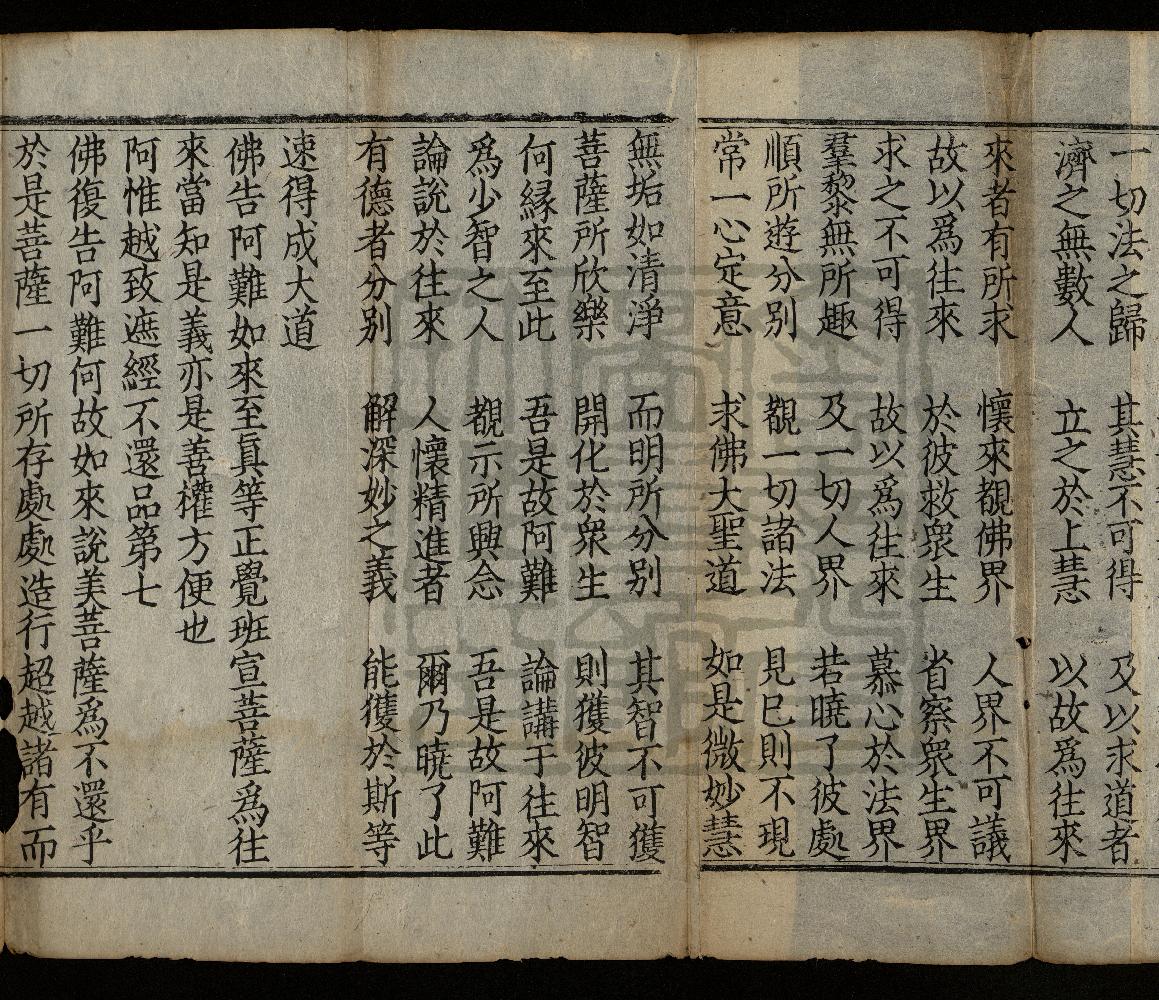 一切法之歸　其慧不可得　及以求道者
濟之無數人　立之於上慧　以故爲往來
來者有所求　懷來覩佛界　人界不可議
故以爲往來　於彼救衆生　省察衆生界
求之不可得　故以爲往來　慕心於法界
羣黎衆無所趣　及一切人界　若曉了彼處
順所遊分别　觀一切諸法　見已則不現
常一心定意　求佛大聖道　如是微妙慧
無垢如清淨　而明所分别　其智不可獲
菩薩所欣樂　開化於衆生　則獲彼明智
何縁來至此　吾是故阿難　論講于往來
爲少智之人　覩示所興念　吾是故阿難
論說於往來　人懷精進者　爾乃曉了此
有德者分别　解深妙之義　能獲於斯等
速得成大道
佛告阿難如來至真等正覺班宣菩薩爲往
來當知是義亦是善權方便也
阿惟越致遮經不還品第七
佛復告阿難何故如來說美菩薩爲不還乎
於是菩薩一切所存處處造行超越諸有而